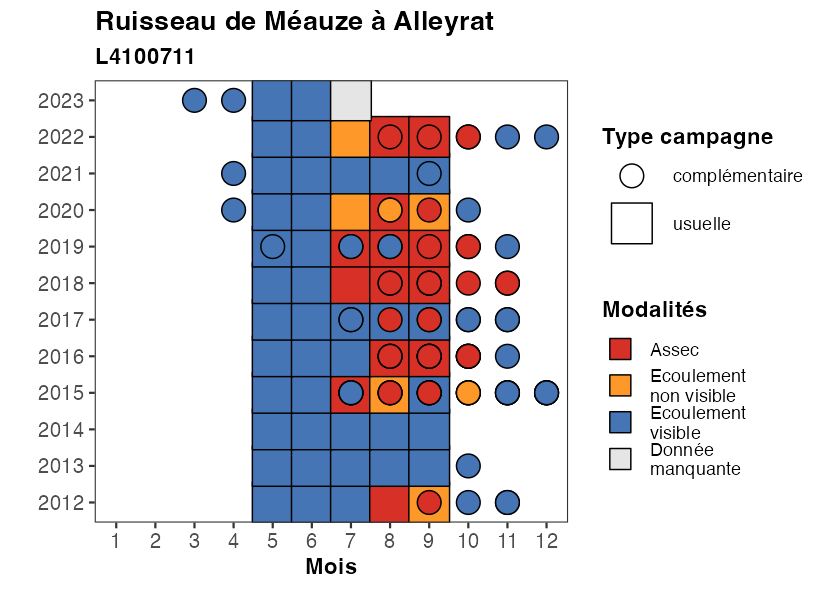 Ruisseau de Méauze à Alleyrat
L4100711
2023
2022
2021
2020
2019
2018
2017
2016
2015
2014
2013
2012
1 2 3 4 5 6 7 8 9 10 11 12
Mois
Type campagne
complémentaire
usuelle
Modalités
Assec
Ecoulement
non visible
Ecoulement
visible
Donnée
manquante